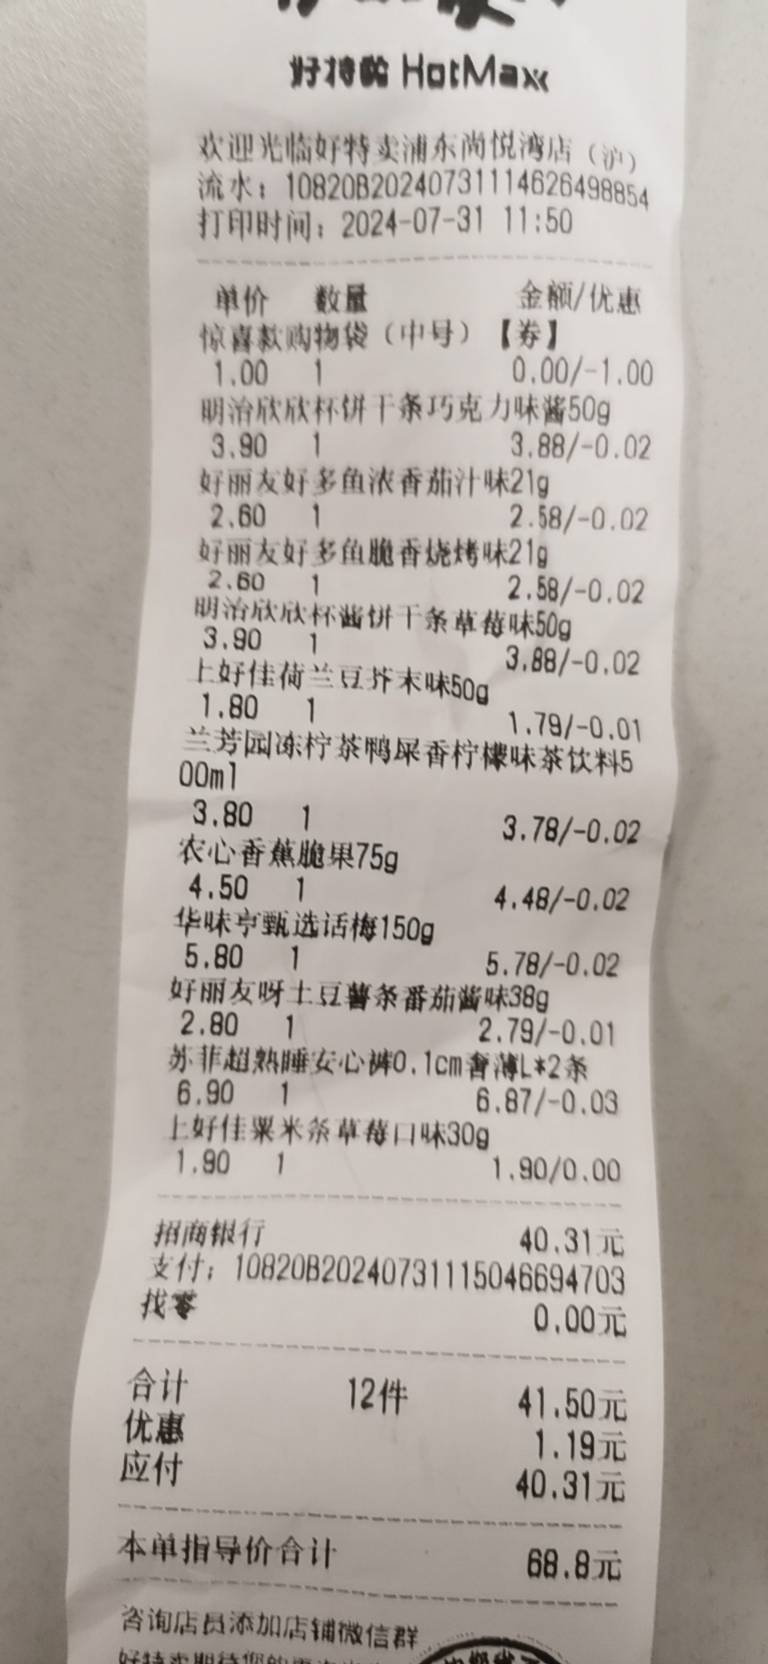 好特卖 HotMaxx
欢迎光临好特卖浦东尚悦湾店（沪）
流水：10820B20240731114626498854
打印时间：2024-07-31 11:50
单价 数量 金额/优惠
惊喜款购物袋（中号）【券】
1.00 1 0.00/-1.00
明治欣欣杯饼干条巧克力味酱50g
3.90 1 3.88/-0.02
好丽友好多鱼浓香茄汁味21g
2.60 1 2.58/-0.02
好丽友好多鱼脆香烧烤味21g
2.60 1 2.58/-0.02
明治欣欣杯酱饼干条草莓味50g
3.90 1 3.88/-0.02
上好佳荷兰豆芥末味50g
1.80 1 1.79/-0.01
兰芳园冻柠茶鸭屎香柠檬味茶饮料5
00ml
3.80 1 3.78/-0.02
农心香蕉脆果75g
4.50 1 4.48/-0.02
华味亨甄选话梅150g
5.80 1 5.78/-0.02
好丽友呀土豆薯条番茄酱味38g
2.80 1 2.79/-0.01
苏菲超熟睡安心裤0.1cm奢薄L*2条
6.90 1 6.87/-0.03
上好佳粟米条草莓口味30g
1.90 1 1.90/0.00
招商银行 40.31元
支付：10820B20240731115046694703
找零 0.00元
合计 12件 41.50元
优惠 1.19元
应付 40.31元
本单指导价合计 68.8元
咨询店员添加店铺微信群
好特卖期待您的